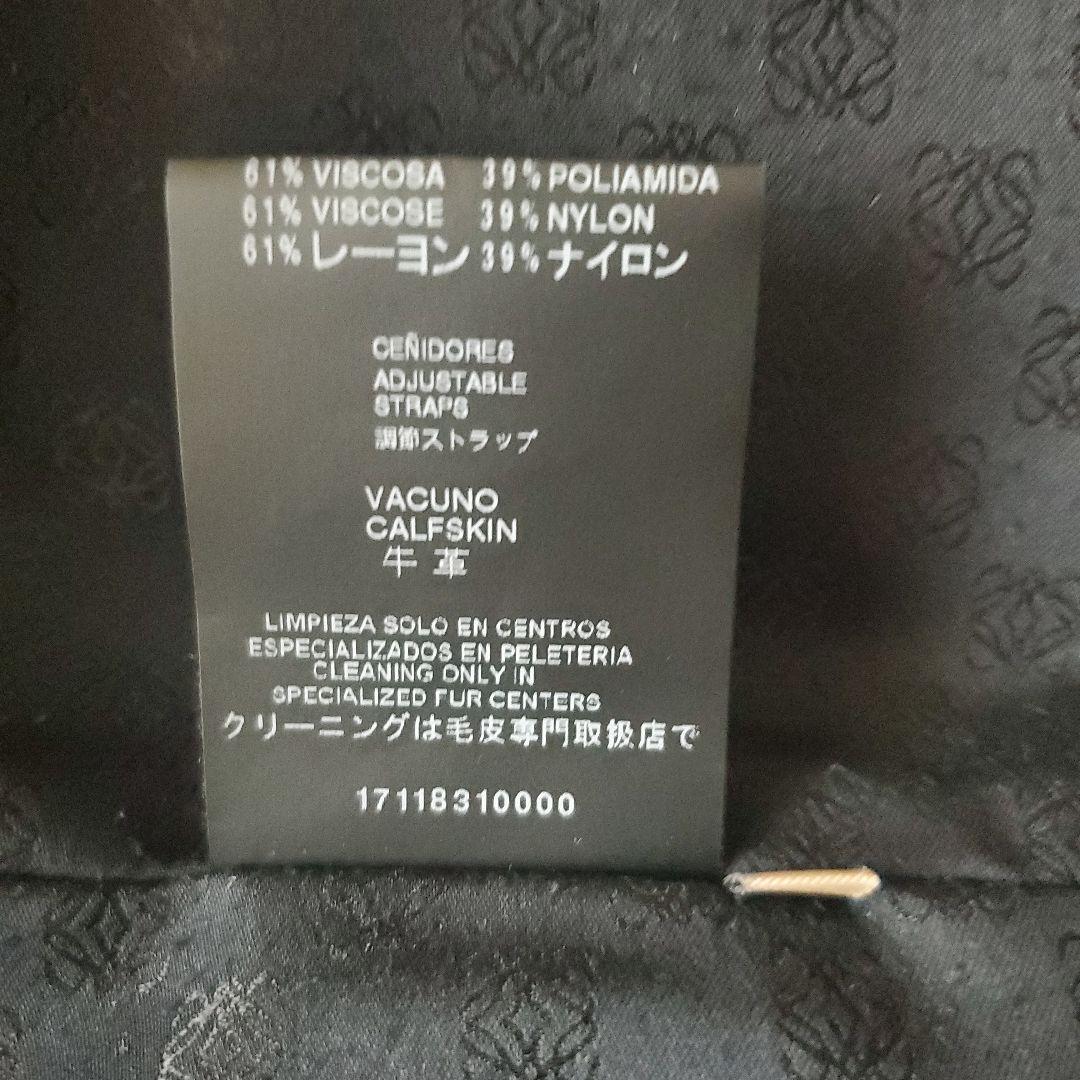 61% VISCOSA 39% POLIAMIDA
61% VISCOSE 39% NYLON
61% レーヨン 39% ナイロン
CEÑIDORES
ADJUSTABLE
STRAPS
調節ストラップ
VACUNO
CALFSKIN
牛革
LIMPIEZA SOLO EN CENTROS
ESPECIALIZADOS EN PELETERIA
CLEANING ONLY IN
SPECIALIZED FUR CENTERS
クリーニングは毛皮専門取扱店で
17118310000